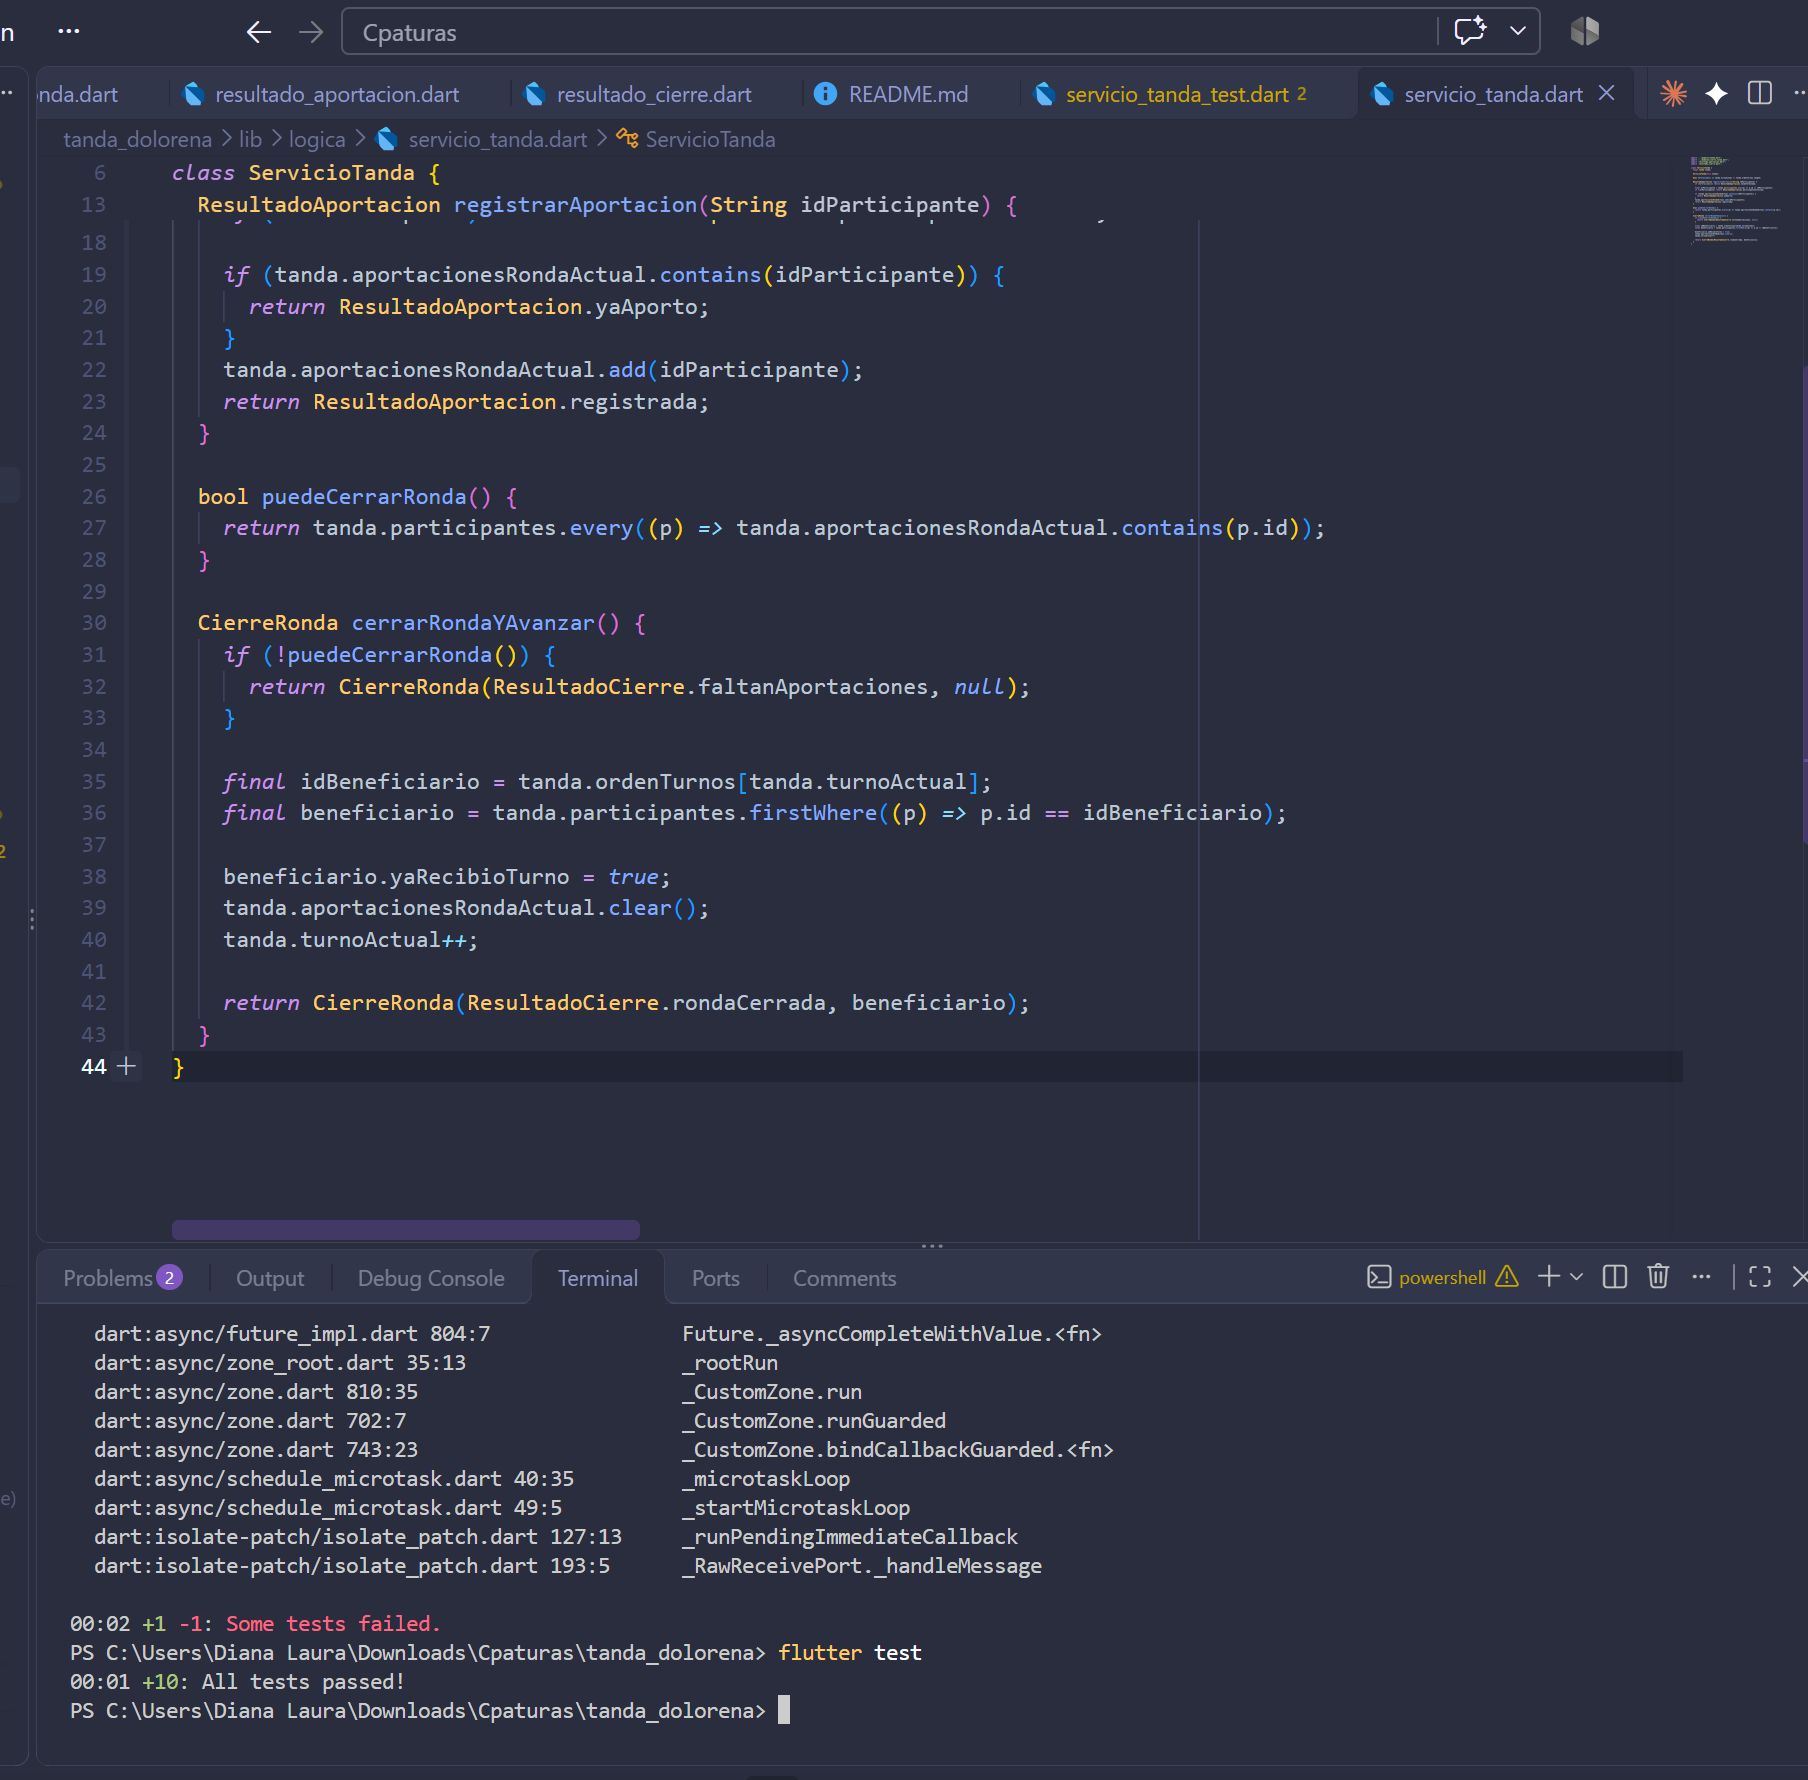 n ··· Cpaturas
nda.dart resultado_aportacion.dart resultado_cierre.dart README.md servicio_tanda_test.dart 2 servicio_tanda.dart
tanda_dolorena > lib > logica > servicio_tanda.dart > ServicioTanda
6 class ServicioTanda {
13 ResultadoAportacion registrarAportacion(String idParticipante) {
18
19 if (tanda.aportacionesRondaActual.contains(idParticipante)) {
20 return ResultadoAportacion.yaAporto;
21 }
22 tanda.aportacionesRondaActual.add(idParticipante);
23 return ResultadoAportacion.registrada;
24 }
25
26 bool puedeCerrarRonda() {
27 return tanda.participantes.every((p) => tanda.aportacionesRondaActual.contains(p.id));
28 }
29
30 CierreRonda cerrarRondaYAvanzar() {
31 if (!puedeCerrarRonda()) {
32 return CierreRonda(ResultadoCierre.faltanAportaciones, null);
33 }
34
35 final idBeneficiario = tanda.ordenTurnos[tanda.turnoActual];
36 final beneficiario = tanda.participantes.firstWhere((p) => p.id == idBeneficiario);
37
38 beneficiario.yaRecibioTurno = true;
39 tanda.aportacionesRondaActual.clear();
40 tanda.turnoActual++;
41
42 return CierreRonda(ResultadoCierre.rondaCerrada, beneficiario);
43 }
44 }
2
e)
Problems 2 Output Debug Console Terminal Ports Comments powershell
dart:async/future_impl.dart 804:7 Future._asyncCompleteWithValue.<fn>
dart:async/zone_root.dart 35:13 _rootRun
dart:async/zone.dart 810:35 _CustomZone.run
dart:async/zone.dart 702:7 _CustomZone.runGuarded
dart:async/zone.dart 743:23 _CustomZone.bindCallbackGuarded.<fn>
dart:async/schedule_microtask.dart 40:35 _microtaskLoop
dart:async/schedule_microtask.dart 49:5 _startMicrotaskLoop
dart:isolate-patch/isolate_patch.dart 127:13 _runPendingImmediateCallback
dart:isolate-patch/isolate_patch.dart 193:5 _RawReceivePort._handleMessage
00:02 +1 -1: Some tests failed.
PS C:\Users\Diana Laura\Downloads\Cpaturas\tanda_dolorena> flutter test
00:01 +10: All tests passed!
PS C:\Users\Diana Laura\Downloads\Cpaturas\tanda_dolorena>